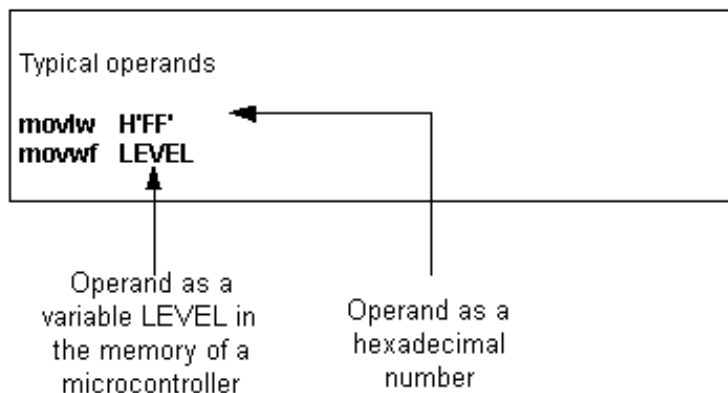 Typical operands
movlw H'FF'
movwf LEVEL
Operand as a
variable LEVEL in
the memory of a
microcontroller
Operand as a
hexadecimal
number